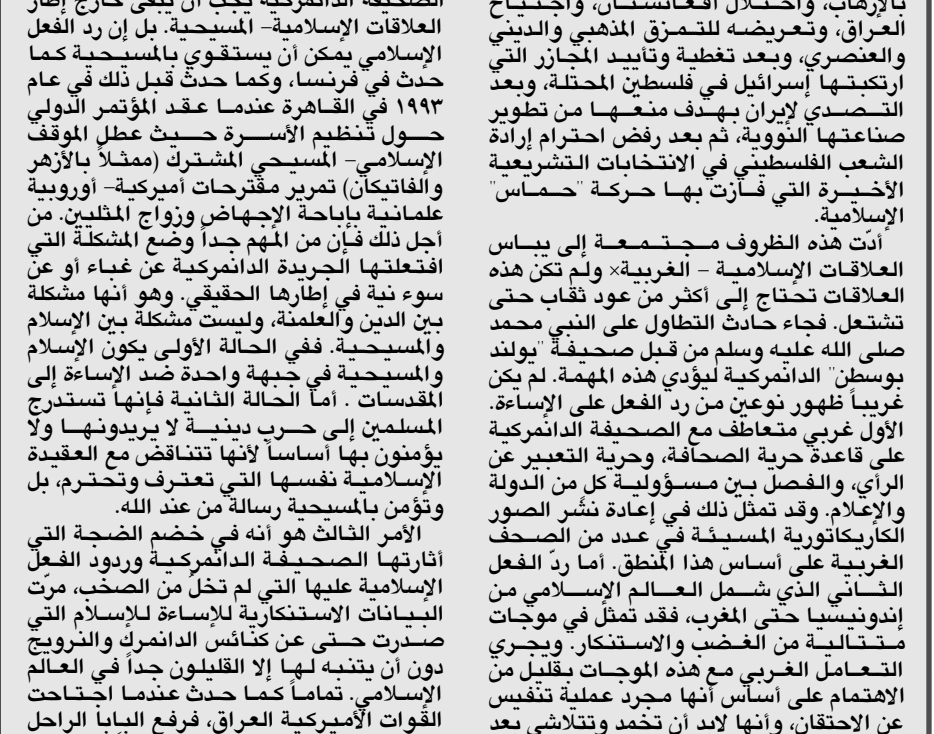 بالإرهاب، واحتلال افغانستان، واجتياح
العراق، وتعريضه للتمزق المذهبي والديني
والعنصري، وبعد تغطية وتأييد المجازر التي
ارتكبتها إسرائيل في فلسطين المحتلة، وبعد
التصدي لإيران بهدف منعها من تطوير
صناعتها النووية، ثم بعد رفض احترام إرادة
الشعب الفلسطيني في الانتخابات التشريعية
الأخيرة التي فازت بها حركة "حماس"
الإسلامية.
أدّت هذه الظروف مجتمعة إلى يباس
العلاقات الإسلامية – الغربية× ولم تكن هذه
العلاقات تحتاج إلى أكثر من عود ثقاب حتى
تشتعل. فجاء حادث التطاول على النبي محمد
صلى الله عليه وسلم من قبل صحيفة "يولند
بوسطن" الدانمركية ليؤدي هذه المهمة. لم يكن
غريباً ظهور نوعين من رد الفعل على الإساءة.
الأول غربي متعاطف مع الصحيفة الدانمركية
على قاعدة حرية الصحافة، وحرية التعبير عن
الرأي، والفصل بين مسؤولية كل من الدولة
والإعلام. وقد تمثل ذلك في إعادة نشر الصور
الكاريكاتورية المسيئة في عدد من الصحف
الغربية على أساس هذا المنطق. أما ردّ الفعل
الثاني الذي شمل العالم الإسلامي من
إندونيسيا حتى المغرب، فقد تمثل في موجات
متتالية من الغضب والاستنكار. ويجري
التعامل الغربي مع هذه الموجات بقليل من
الاهتمام على أساس أنها مجرد عملية تنفيس
عن الاحتقان، وأنها لابد أن تخمد وتتلاشى بعد
الصحيفة الدانمركية يجب أن يبقى خارج إطار
العلاقات الإسلامية– المسيحية. بل إن رد الفعل
الإسلامي يمكن أن يستقوي بالمسيحية كما
حدث في فرنسا، وكما حدث قبل ذلك في عام
١٩٩٣ في القاهرة عندما عقد المؤتمر الدولي
حول تنظيم الأسرة حيث عطل الموقف
الإسلامي– المسيحي المشترك (ممثلاً بالأزهر
والفاتيكان) تمرير مقترحات أميركية– أوروبية
علمانية بإباحة الإجهاض وزواج المثليين. من
أجل ذلك فإن من المهم جداً وضع المشكلة التي
افتعلتها الجريدة الدانمركية عن غباء أو عن
سوء نية في إطارها الحقيقي. وهو أنها مشكلة
بين الدين والعلمنة، وليست مشكلة بين الإسلام
والمسيحية. ففي الحالة الأولى يكون الإسلام
والمسيحية في جبهة واحدة ضد الإساءة إلى
المقدسات . أما الحالة الثانية فإنها تستدرج
المسلمين إلى حرب دينية لا يريدونها ولا
يؤمنون بها أساساً لأنها تتناقض مع العقيدة
الإسلامية نفسها التي تعترف وتحترم، بل
وتؤمن بالمسيحية رسالة من عند الله.
الأمر الثالث هو أنه في خضم الضجة التي
أثارتها الصحيفة الدانمركية وردود الفعل
الإسلامية عليها التي لم تخلُ من الصخب، مرّت
البيانات الاستنكارية للإساءة للإسلام التي
صدرت حتى عن كنائس الدانمرك والنرويج
دون أن يتنبه لها إلا القليلون جداً في العالم
الإسلامي. تماماً كما حدث عندما اجتاحت
القوات الأميركية العراق، فرفع البابا الراحل